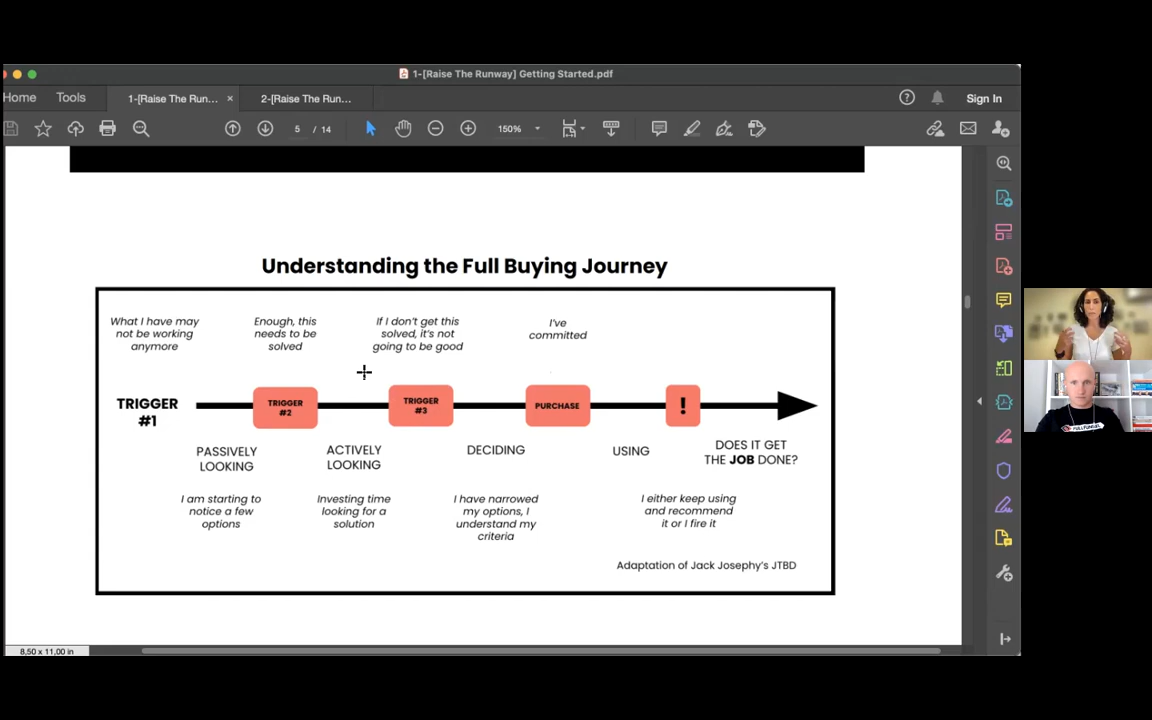 1-[Raise The Runway] Getting Started.pdf
Home
Tools
1-[Raise The Run...
×
2-[Raise The Run...
?
Sign In
5 / 14
150%
Understanding the Full Buying Journey
What I have may
not be working
anymore
Enough, this
needs to be
solved
If I don't get this
solved, it's not
going to be good
I've
committed
TRIGGER
#1
TRIGGER
#2
TRIGGER
#3
PURCHASE
!
PASSIVELY
LOOKING
ACTIVELY
LOOKING
DECIDING
USING
DOES IT GET
THE JOB DONE?
I am starting to
notice a few
options
Investing time
looking for a
solution
I have narrowed
my options, I
understand my
criteria
I either keep using
and recommend
it or I fire it
Adaptation of Jack Josephy's JTBD
8,50 x 11,00 in